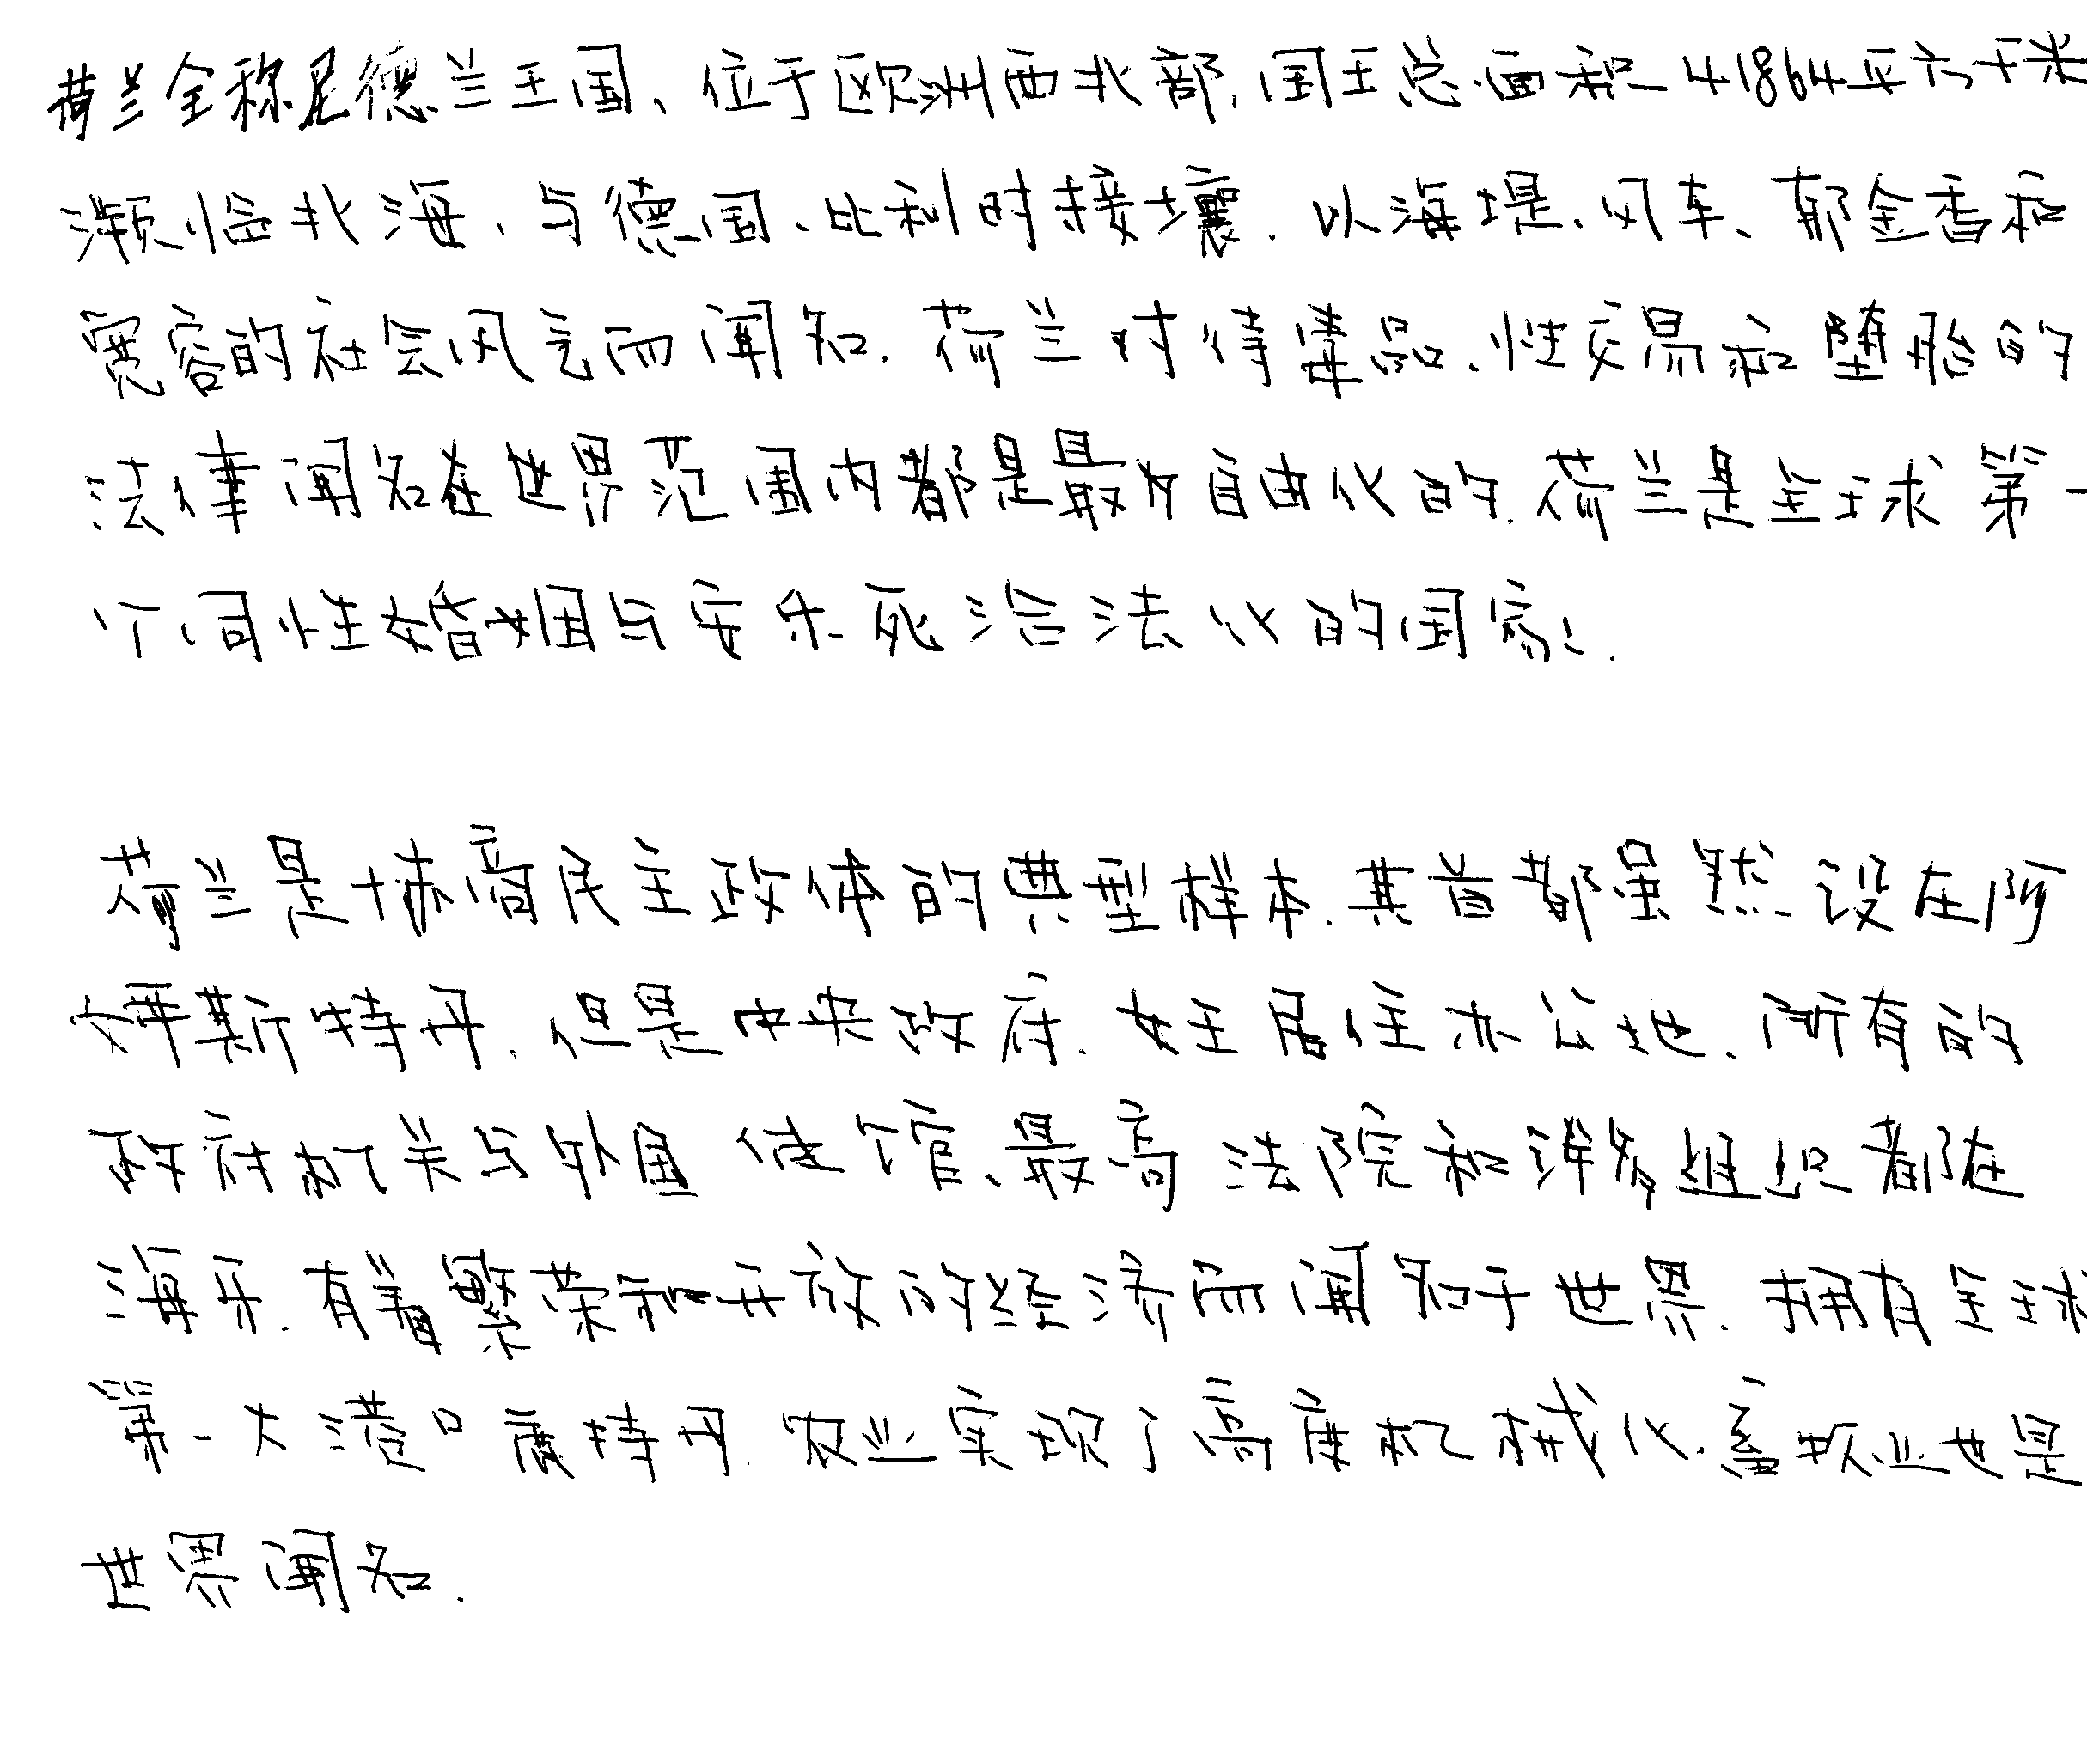 荷兰全称尼德兰王国、位于欧洲西北部,国土总面积41864平方千米
濒临北海、与德国、比利时接壤.以海堤、风车、郁金香和
宽容的社会风气而闻名.荷兰对待毒品、性交易和堕胎的
法律闻名在世界范围内都是最为自由化的.荷兰是全球第一
个同性婚姻与安乐死合法化的国家.

荷兰是协商民主政体的典型样本.其首都虽然设在阿
姆斯特丹.但是中央政府.女王居住办公地、所有的
政府机关与外国使馆、最高法院和许多组织都在
海牙.有着繁荣和开放的经济而闻名于世界.拥有全球
第一大港口鹿特丹.农业实现了高度机械化.畜牧业也是
世界闻名.